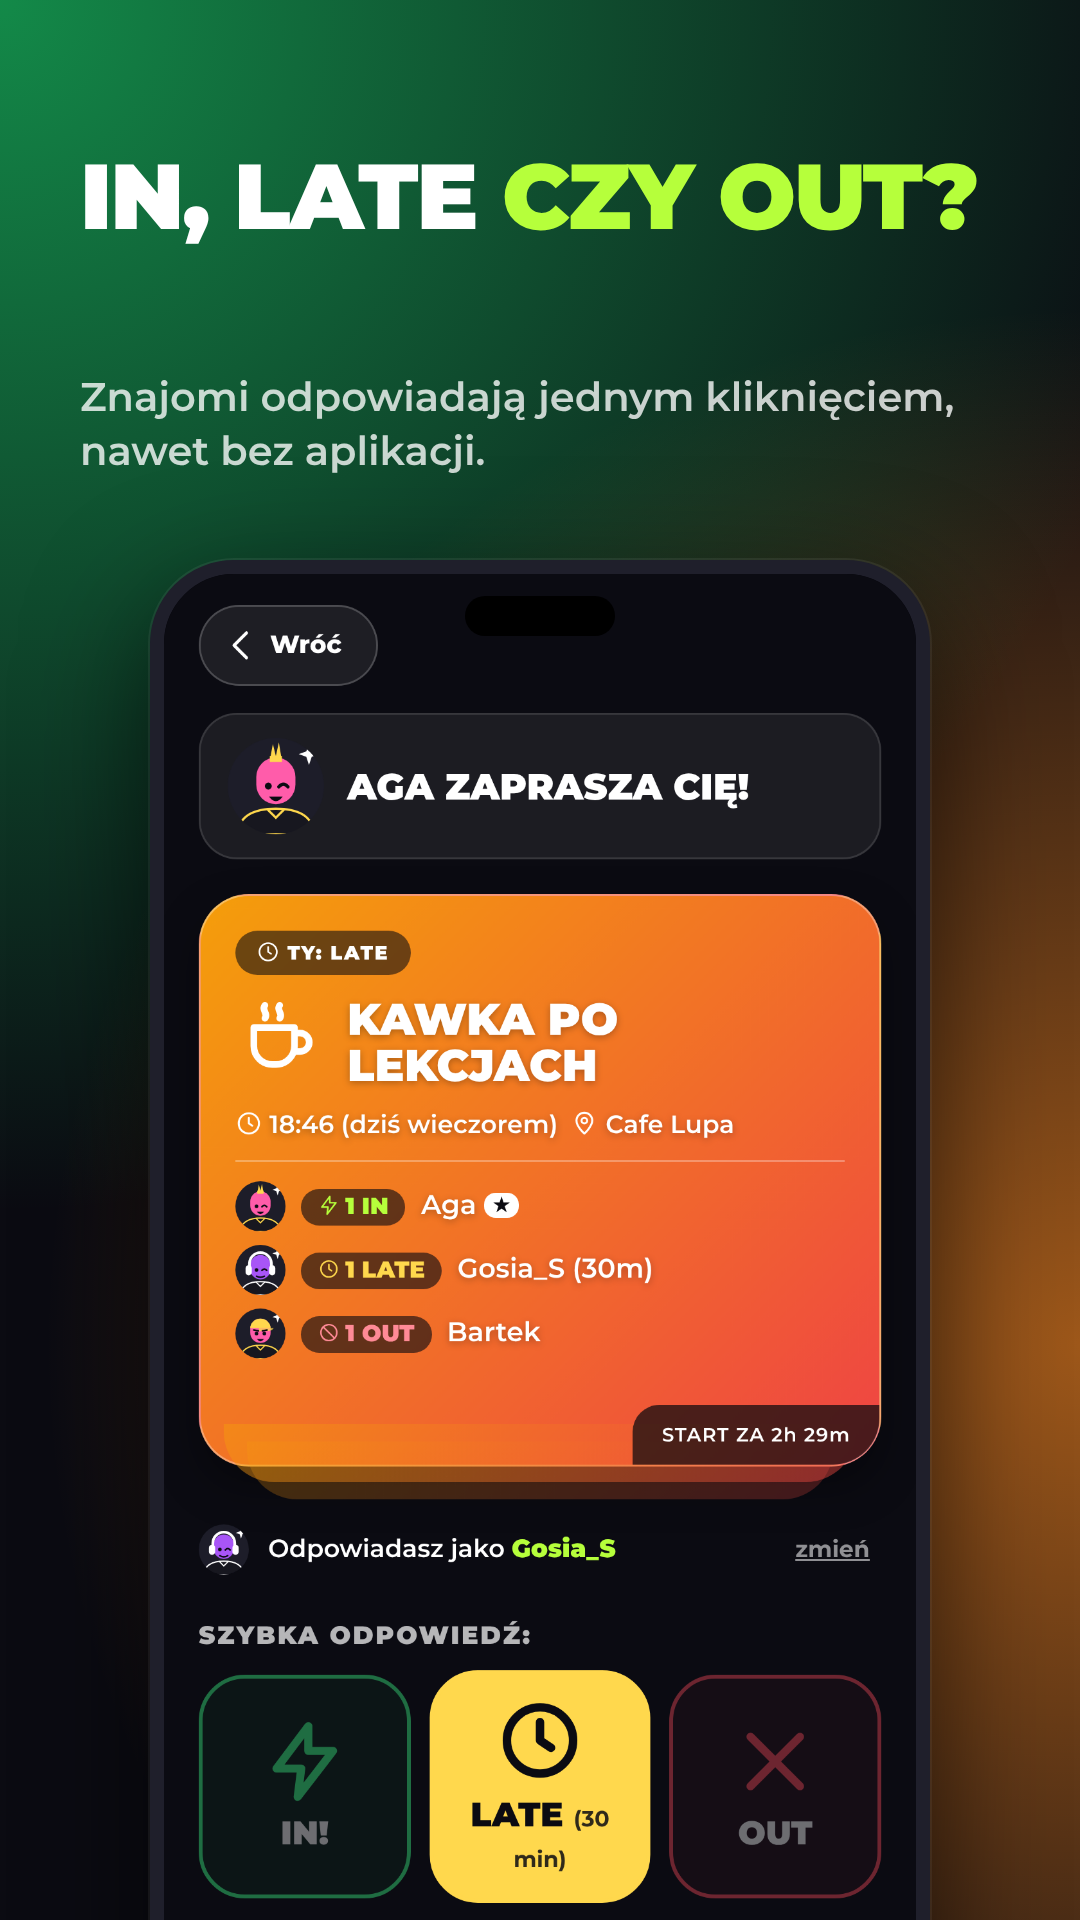 IN, LATE CZY OUT?
Znajomi odpowiadają jednym kliknięciem,
nawet bez aplikacji.
Wróć
AGA ZAPRASZA CIĘ!
TY: LATE
KAWKA PO
LEKCJACH
18:46 (dziś wieczorem) Cafe Lupa
1 IN Aga
1 LATE Gosia_S (30m)
1 OUT Bartek
START ZA 2h 29m
Odpowiadasz jako Gosia_S zmień
SZYBKA ODPOWIEDŹ:
IN!
LATE (30
min)
OUT